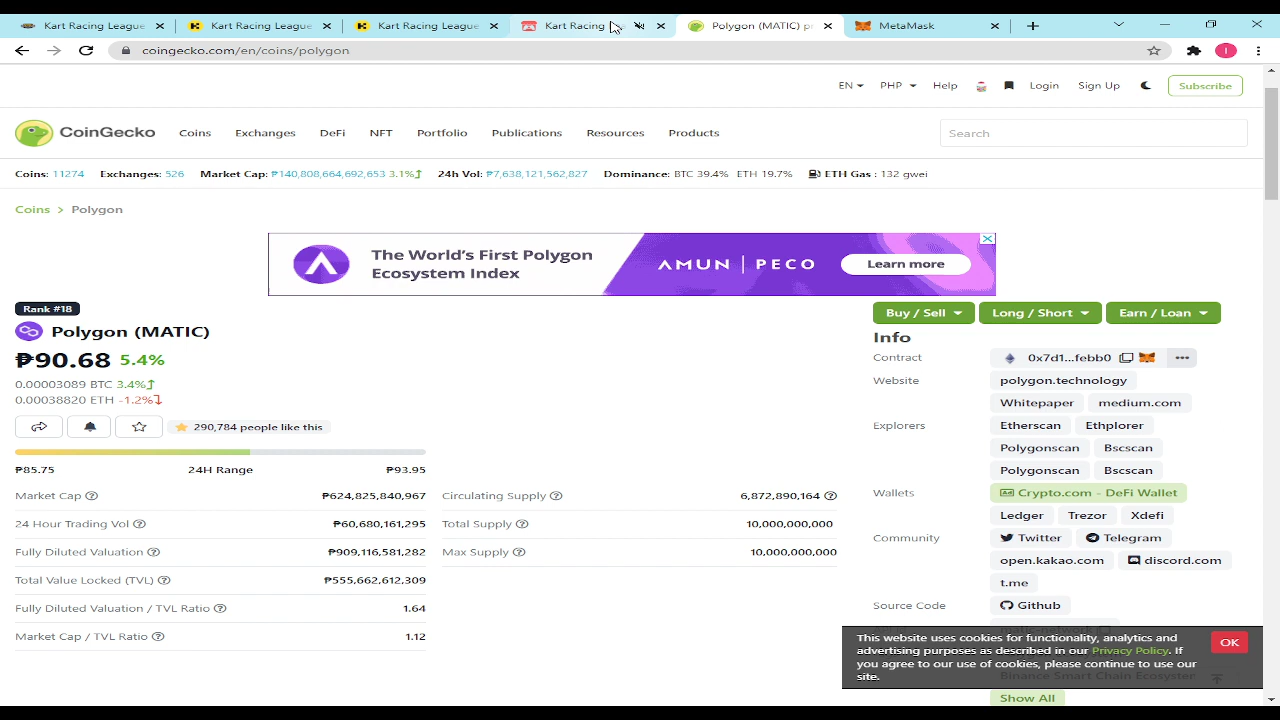 Kart Racing League
Kart Racing League
Kart Racing League
Kart Racing
Polygon (MATIC) pr
MetaMask
coingecko.com/en/coins/polygon
I
EN PHP Help Login Sign Up Subscribe
CoinGecko Coins Exchanges DeFi NFT Portfolio Publications Resources Products Search
Coins: 11274 Exchanges: 526 Market Cap: ₱140,808,664,692,653 3.1% 24h Vol: ₱7,638,121,562,827 Dominance: BTC 39.4% ETH 19.7% ETH Gas : 132 gwei
Coins > Polygon
The World's First Polygon
Ecosystem Index
AMUN | PECO
Learn more
Rank #18
Polygon (MATIC)
₱90.68 5.4%
0.00003089 BTC 3.4%
0.00038820 ETH -1.2%
290,784 people like this
₱85.75 24H Range ₱93.95
Market Cap ₱624,825,840,967
24 Hour Trading Vol ₱60,680,161,295
Fully Diluted Valuation ₱909,116,581,282
Total Value Locked (TVL) ₱555,662,612,309
Fully Diluted Valuation / TVL Ratio 1.64
Market Cap / TVL Ratio 1.12
Circulating Supply 6,872,890,164
Total Supply 10,000,000,000
Max Supply 10,000,000,000
Buy / Sell Long / Short Earn / Loan
Info
Contract 0x7d1...febb0
Website polygon.technology
Whitepaper medium.com
Explorers Etherscan Ethplorer
Polygonscan Bscscan
Polygonscan Bscscan
Wallets Ad Crypto.com - DeFi Wallet
Ledger Trezor Xdefi
Community Twitter Telegram
open.kakao.com discord.com
t.me
Source Code Github
This website uses cookies for functionality, analytics and
advertising purposes as described in our Privacy Policy. If
you agree to our use of cookies, please continue to use our
site.
OK
Binance Smart Chain Ecosystem
Show All